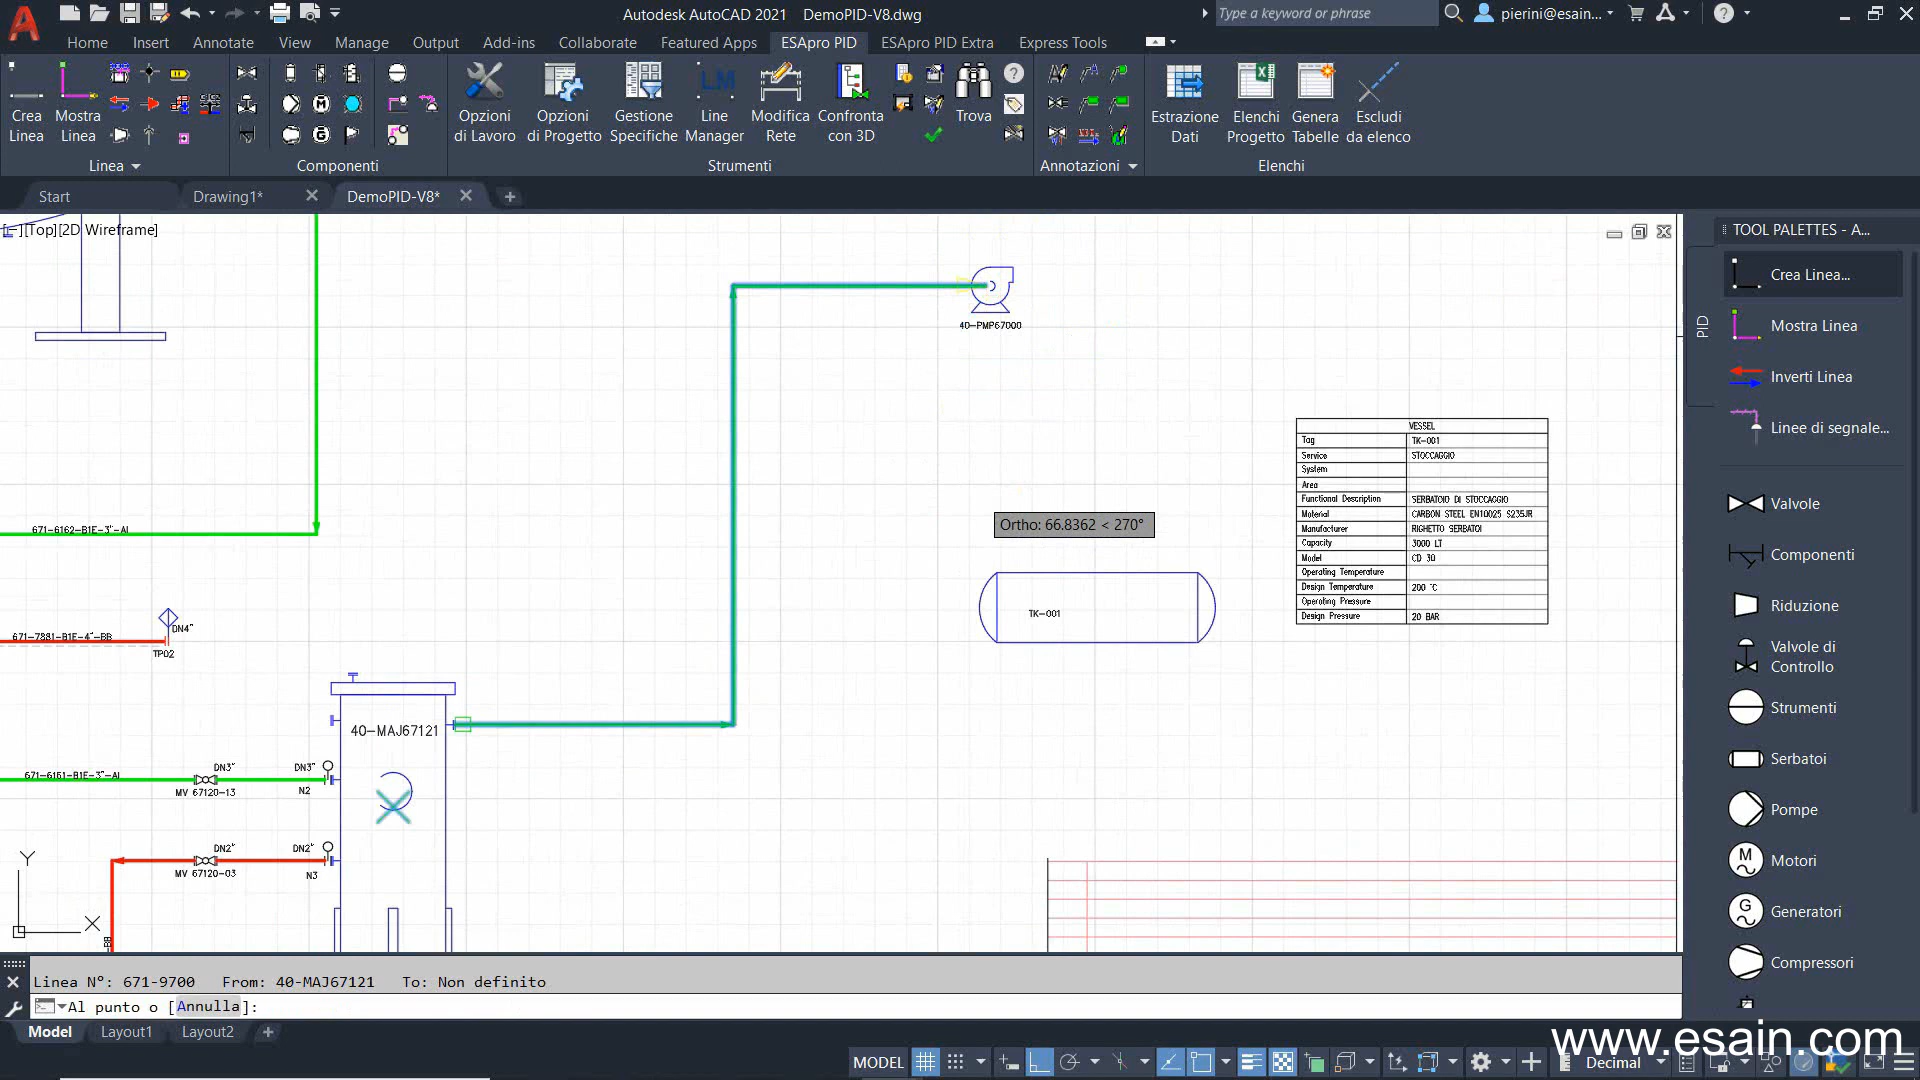 Autodesk AutoCAD 2021 DemoPID-V8.dwg
Type a keyword or phrase
pierini@esain...
Home Insert Annotate View Manage Output Add-ins Collaborate Featured Apps ESApro PID ESApro PID Extra Express Tools
Crea Linea
Mostra Linea
Opzioni di Lavoro
Opzioni di Progetto
Gestione Specifiche
LM
Line Manager
Modifica Rete
Confronta con 3D
Trova
Estrazione Dati
Elenchi Progetto
Genera Tabelle
Escludi da elenco
Linea
Componenti
Strumenti
Annotazioni
Elenchi
Start
Drawing1*
DemoPID-V8*
[−][Top][2D Wireframe]
40-PMP67000
VESSEL
Tag TK-001
Service STOCCAGGIO
System
Area
Functional Description SERBATOIO DI STOCCAGGIO
Material CARBON STEEL EN10025 S235JR
Manufacturer RIGHETTO SERBATOI
Capacity 3000 LT
Model CD 30
Operating Temperature
Design Temperature 200 °C
Operating Pressure
Design Pressure 20 BAR
671-6162-B1E-3"-AI
Ortho: 66.8362 < 270°
TK-001
DN4"
671-7881-B1E-4"-BB
TP02
40-MAJ67121
DN3"
DN3"
671-6161-B1E-3"-AI
MV 67120-13
N2
DN2"
DN2"
MV 67120-03
N3
Y
X
-BB
TOOL PALETTES - A...
PID
Crea Linea...
Mostra Linea
Inverti Linea
Linee di segnale...
Valvole
Componenti
Riduzione
Valvole di Controllo
Strumenti
Serbatoi
Pompe
M
Motori
G
Generatori
Compressori
Linea N°: 671-9700 From: 40-MAJ67121 To: Non definito
Al punto o [Annulla]:
Model
Layout1
Layout2
www.esain.com
MODEL
Decimal